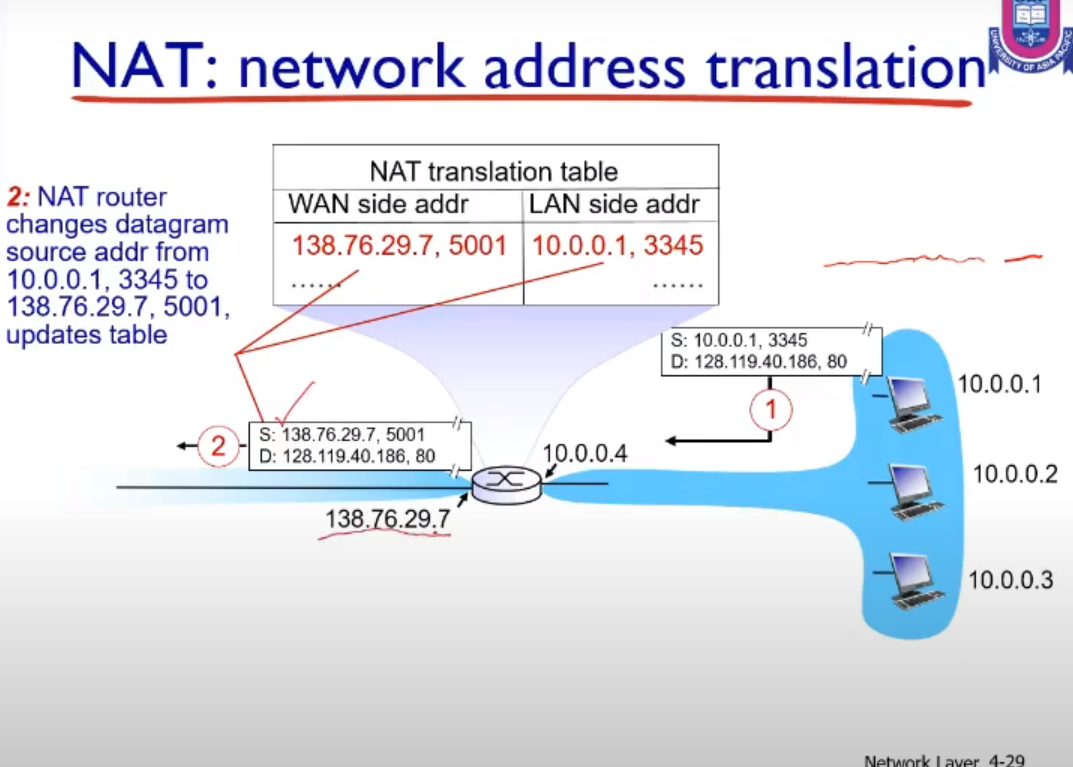 NAT: network address translation
UNIVERSITY OF ASIA PACIFIC
NAT translation table
WAN side addr LAN side addr
138.76.29.7, 5001 10.0.0.1, 3345
...... ......
2: NAT router
changes datagram
source addr from
10.0.0.1, 3345 to
138.76.29.7, 5001,
updates table
S: 10.0.0.1, 3345
D: 128.119.40.186, 80
1
10.0.0.1
S: 138.76.29.7, 5001
D: 128.119.40.186, 80
2
10.0.0.4
10.0.0.2
138.76.29.7
10.0.0.3
Network Layer 4-29